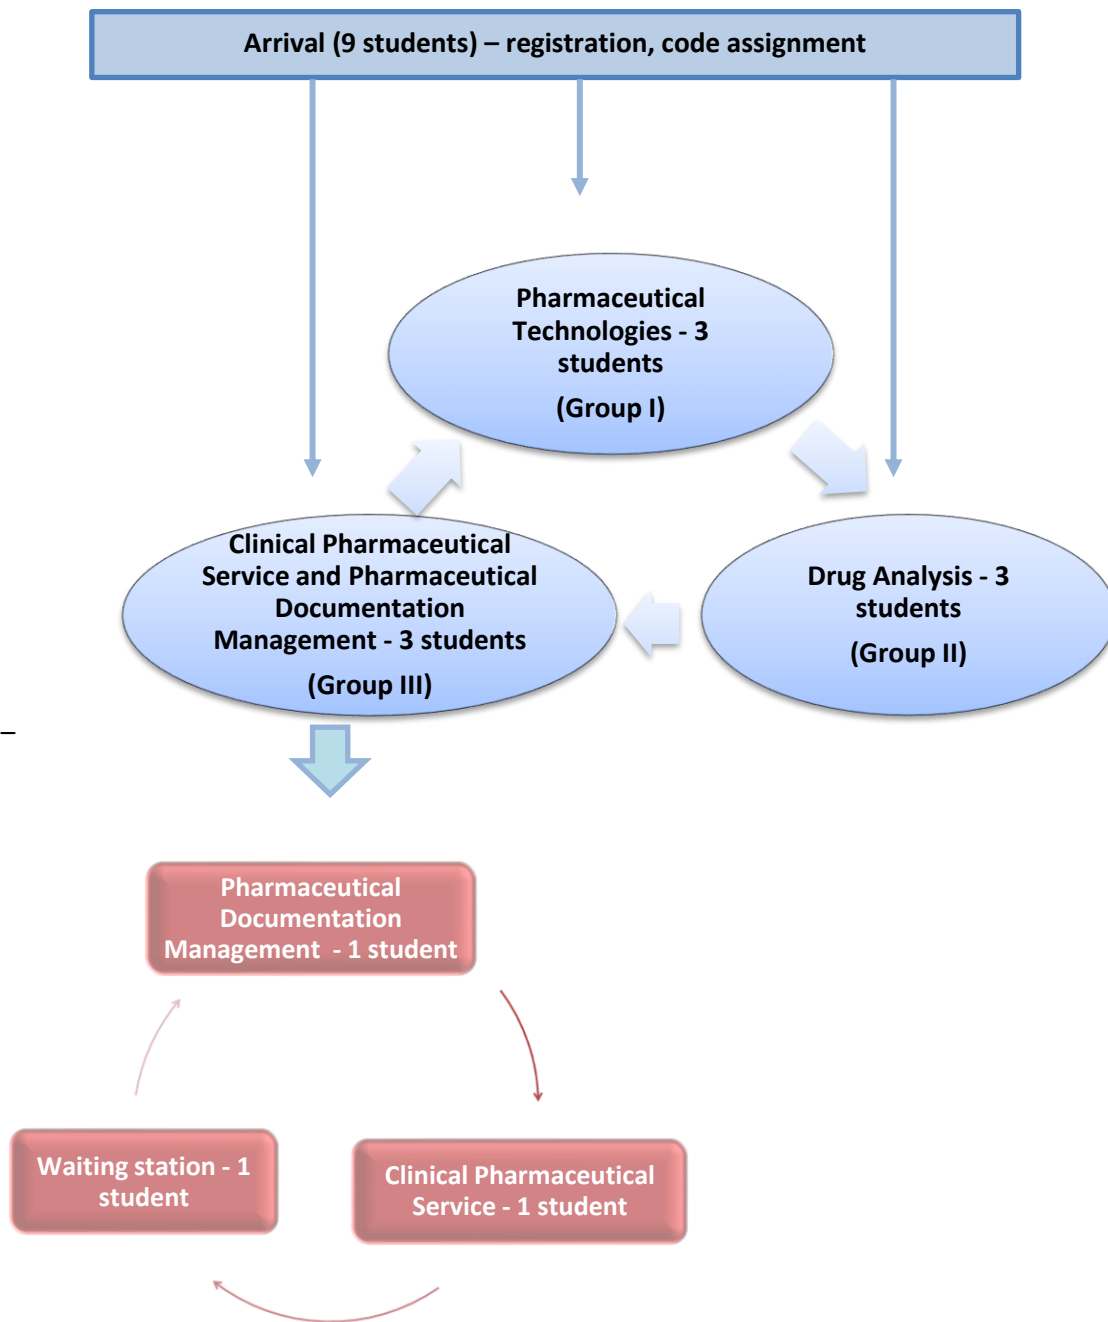 Arrival (9 students) – registration, code assignment
Pharmaceutical
Technologies - 3
students
(Group I)
Clinical Pharmaceutical
Service and Pharmaceutical
Documentation
Management - 3 students
(Group III)
Drug Analysis - 3
students
(Group II)
–
Pharmaceutical
Documentation
Management - 1 student
Waiting station - 1
student
Clinical Pharmaceutical
Service - 1 student